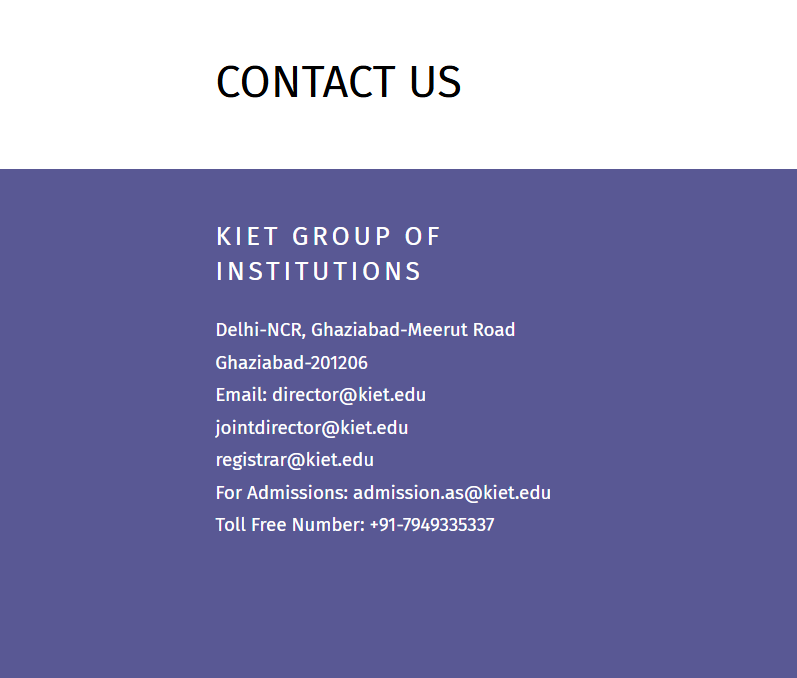 CONTACT US
KIET GROUP OF
INSTITUTIONS
Delhi-NCR, Ghaziabad-Meerut Road
Ghaziabad-201206
Email: director@kiet.edu
jointdirector@kiet.edu
registrar@kiet.edu
For Admissions: admission.as@kiet.edu
Toll Free Number: +91-7949335337